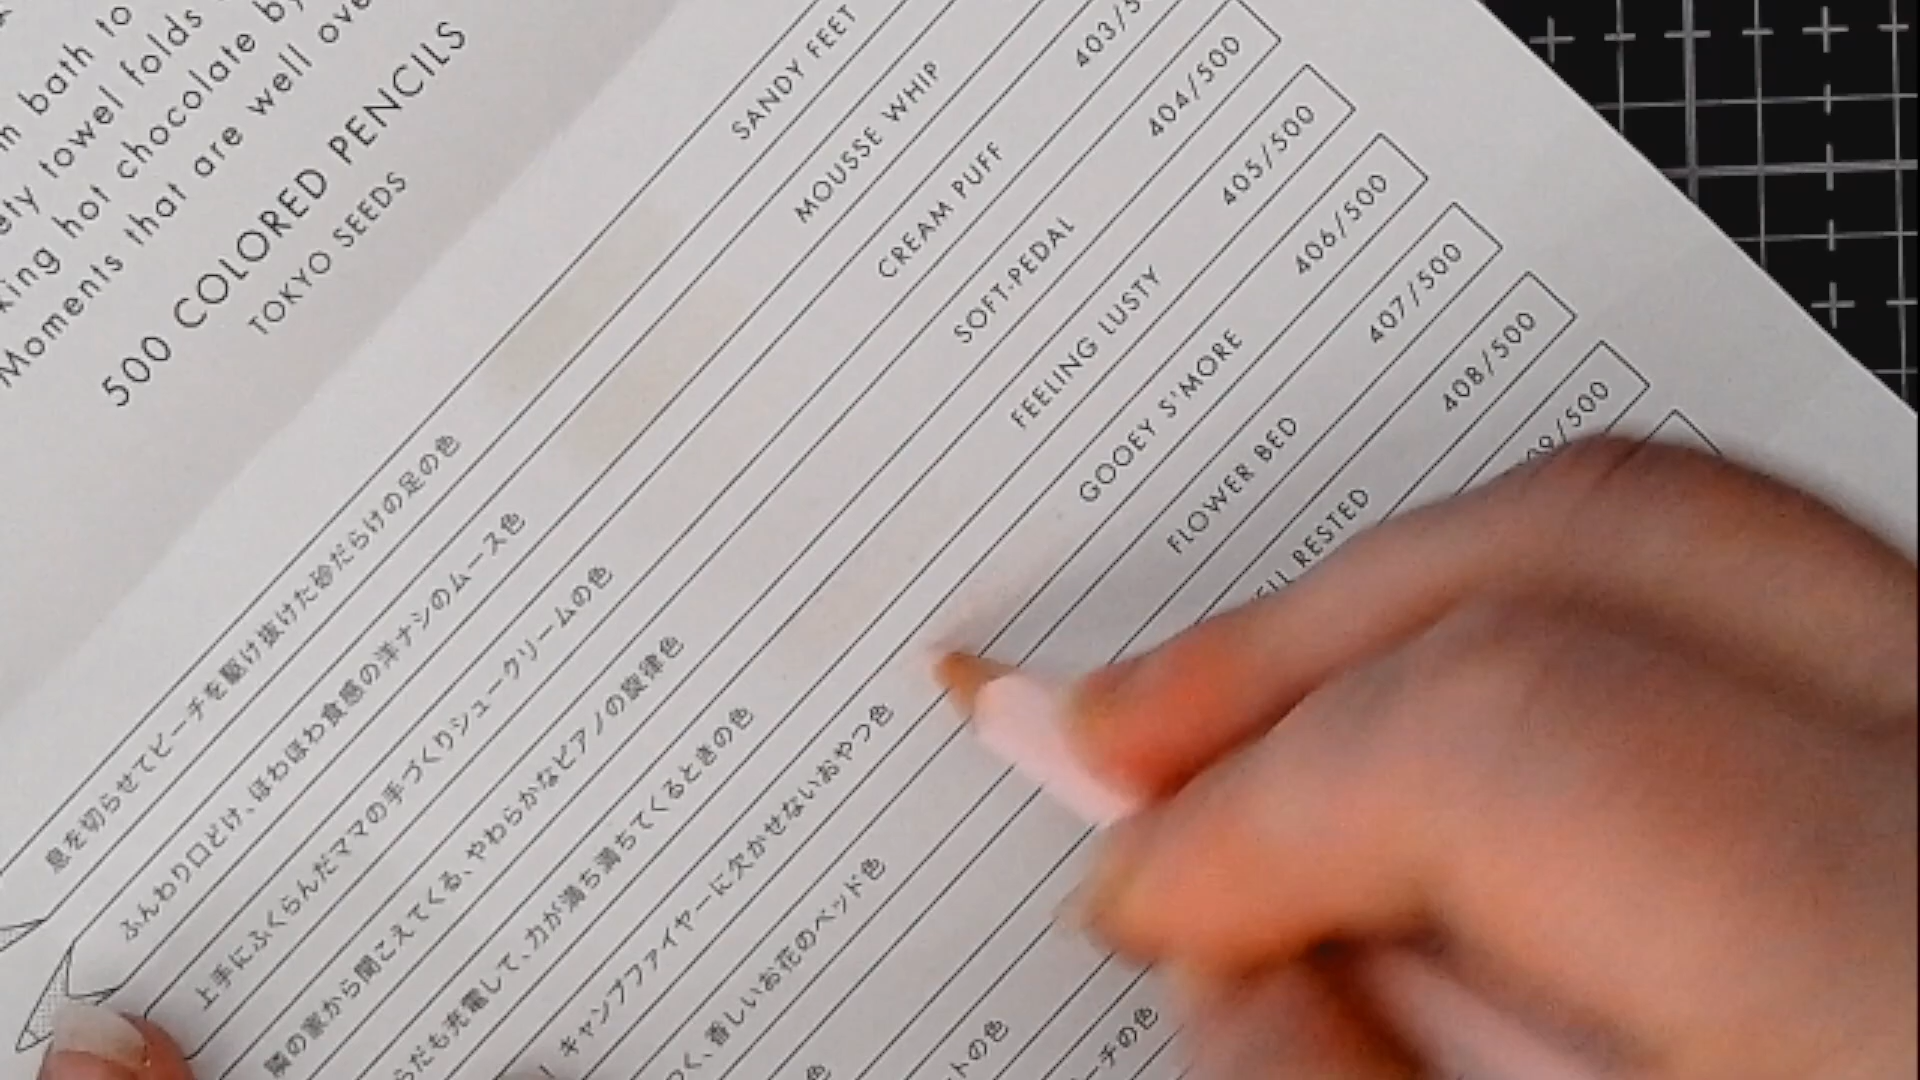 bath to
ety towel folds
king hot chocolate by
Moments that are well ove
500 COLORED PENCILS
TOKYO SEEDS
SANDY FEET
息を切らせてビーチを駆け抜けた砂だらけの足の色
403/5
MOUSSE WHIP
ふんわり口どけ、ほわほわ食感の洋ナシのムース色
404/500
CREAM PUFF
上手にふくらんだママの手づくりシュークリームの色
405/500
SOFT-PEDAL
隣の家から聞こえてくる、やわらかなピアノの旋律色
406/500
FEELING LUSTY
らだも充電して、力が満ち満ちてくるときの色
407/500
GOOEY S'MORE
キャンプファイヤーに欠かせないおやつ色
408/500
FLOWER BED
つく、香しいお花のベッド色
09/500
ELL RESTED
トの色
ーチの色
色